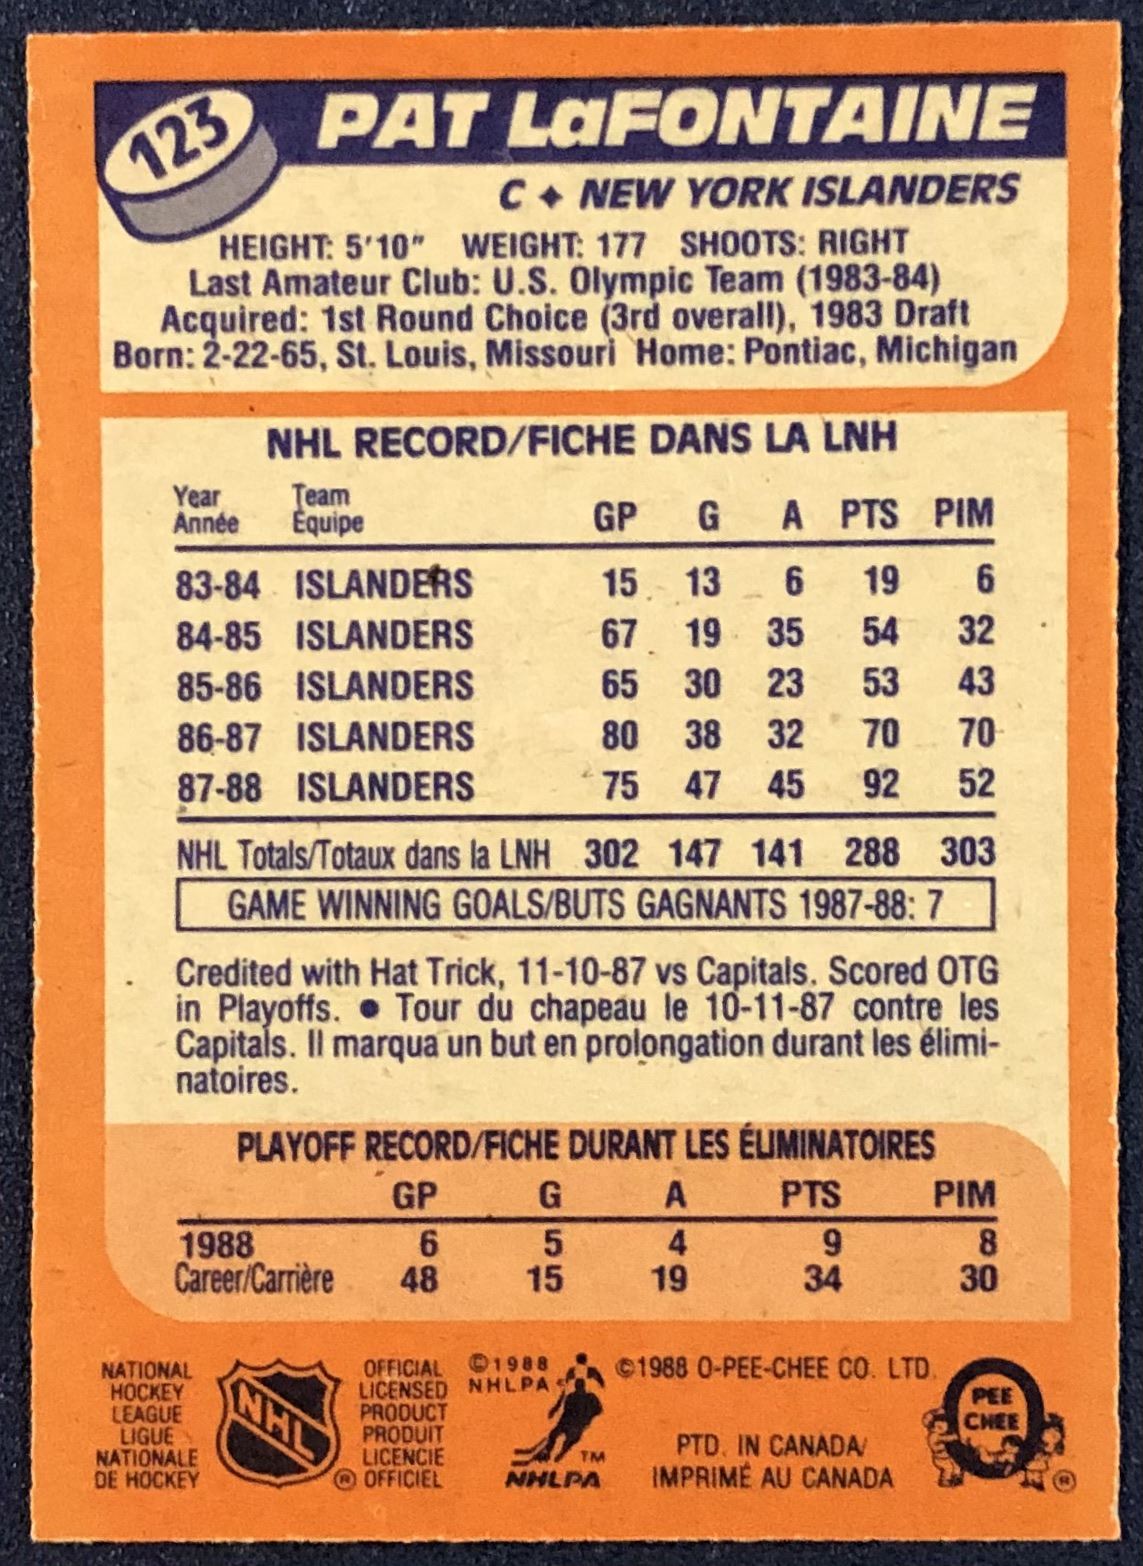 123
PAT LaFONTAINE
C ✦ NEW YORK ISLANDERS
HEIGHT: 5'10" WEIGHT: 177 SHOOTS: RIGHT
Last Amateur Club: U.S. Olympic Team (1983-84)
Acquired: 1st Round Choice (3rd overall), 1983 Draft
Born: 2-22-65, St. Louis, Missouri Home: Pontiac, Michigan
NHL RECORD/FICHE DANS LA LNH
Year Team
Année Équipe GP G A PTS PIM
83-84 ISLANDERS 15 13 6 19 6
84-85 ISLANDERS 67 19 35 54 32
85-86 ISLANDERS 65 30 23 53 43
86-87 ISLANDERS 80 38 32 70 70
87-88 ISLANDERS 75 47 45 92 52
NHL Totals/Totaux dans la LNH 302 147 141 288 303
GAME WINNING GOALS/BUTS GAGNANTS 1987-88: 7
Credited with Hat Trick, 11-10-87 vs Capitals. Scored OTG
in Playoffs. ● Tour du chapeau le 10-11-87 contre les
Capitals. Il marqua un but en prolongation durant les élimi-
natoires.
PLAYOFF RECORD/FICHE DURANT LES ÉLIMINATOIRES
GP G A PTS PIM
1988 6 5 4 9 8
Career/Carrière 48 15 19 34 30
NATIONAL
HOCKEY
LEAGUE
LIGUE
NATIONALE
DE HOCKEY
NHL
®
OFFICIAL
LICENSED
PRODUCT
PRODUIT
LICENCIE
OFFICIEL
©1988
NHLPA
TM
NHLPA
©1988 O-PEE-CHEE CO. LTD.
PTD. IN CANADA/
IMPRIMÉ AU CANADA
PEE
CHEE
®